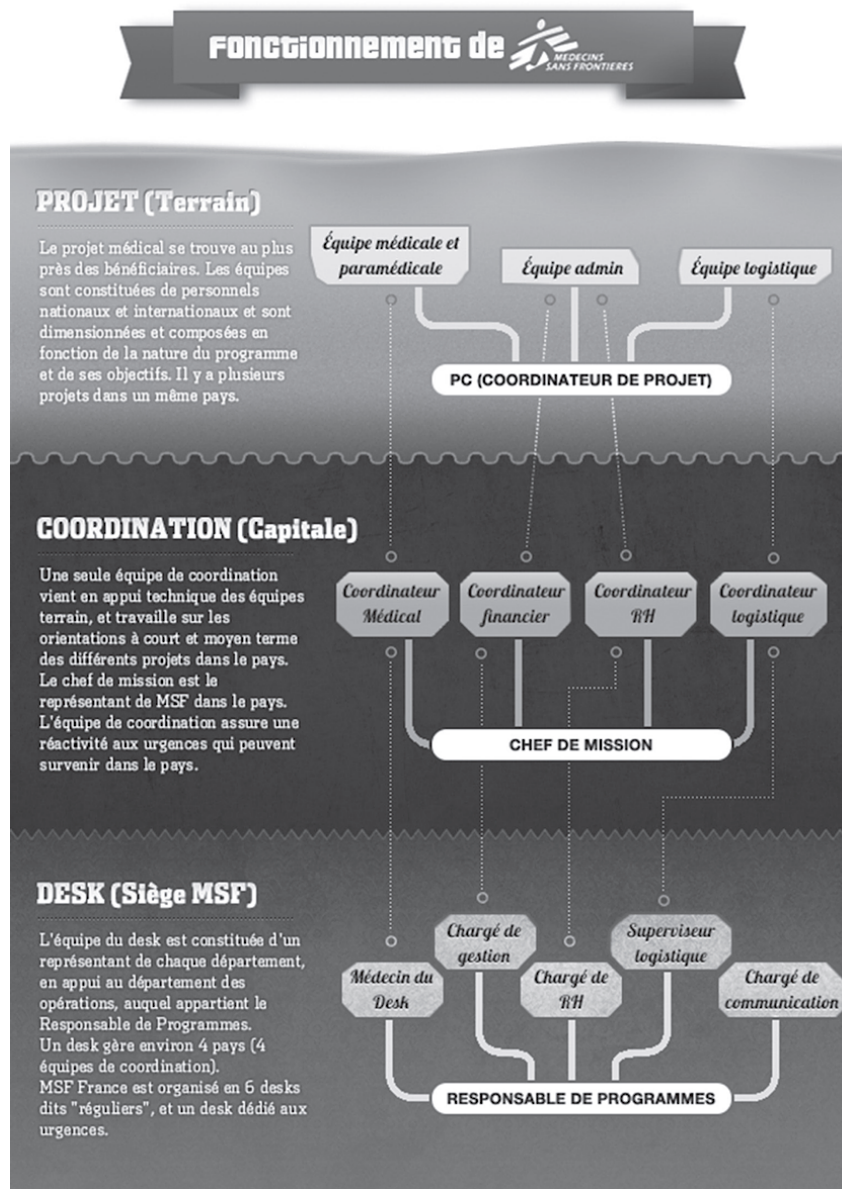 Fonctionnement de
MEDECINS
SANS FRONTIERES
PROJET (Terrain)
Le projet médical se trouve au plus
près des bénéficiaires. Les équipes
sont constituées de personnels
nationaux et internationaux et sont
dimensionnées et composées en
fonction de la nature du programme
et de ses objectifs. Il y a plusieurs
projets dans un même pays.
Équipe médicale et
paramédicale
Équipe admin
Équipe logistique
PC (COORDINATEUR DE PROJET)
COORDINATION (Capitale)
Une seule équipe de coordination
vient en appui technique des équipes
terrain, et travaille sur les
orientations à court et moyen terme
des différents projets dans le pays.
Le chef de mission est le
représentant de MSF dans le pays.
L'équipe de coordination assure une
réactivité aux urgences qui peuvent
survenir dans le pays.
Coordinateur
Médical
Coordinateur
financier
Coordinateur
RH
Coordinateur
logistique
CHEF DE MISSION
DESK (Siège MSF)
L'équipe du desk est constituée d'un
représentant de chaque département,
en appui au département des
opérations, auquel appartient le
Responsable de Programmes.
Un desk gère environ 4 pays (4
équipes de coordination).
MSF France est organisé en 6 desks
dits "réguliers", et un desk dédié aux
urgences.
Médecin du
Desk
Chargé de
gestion
Chargé de
RH
Superviseur
logistique
Chargé de
communication
RESPONSABLE DE PROGRAMMES